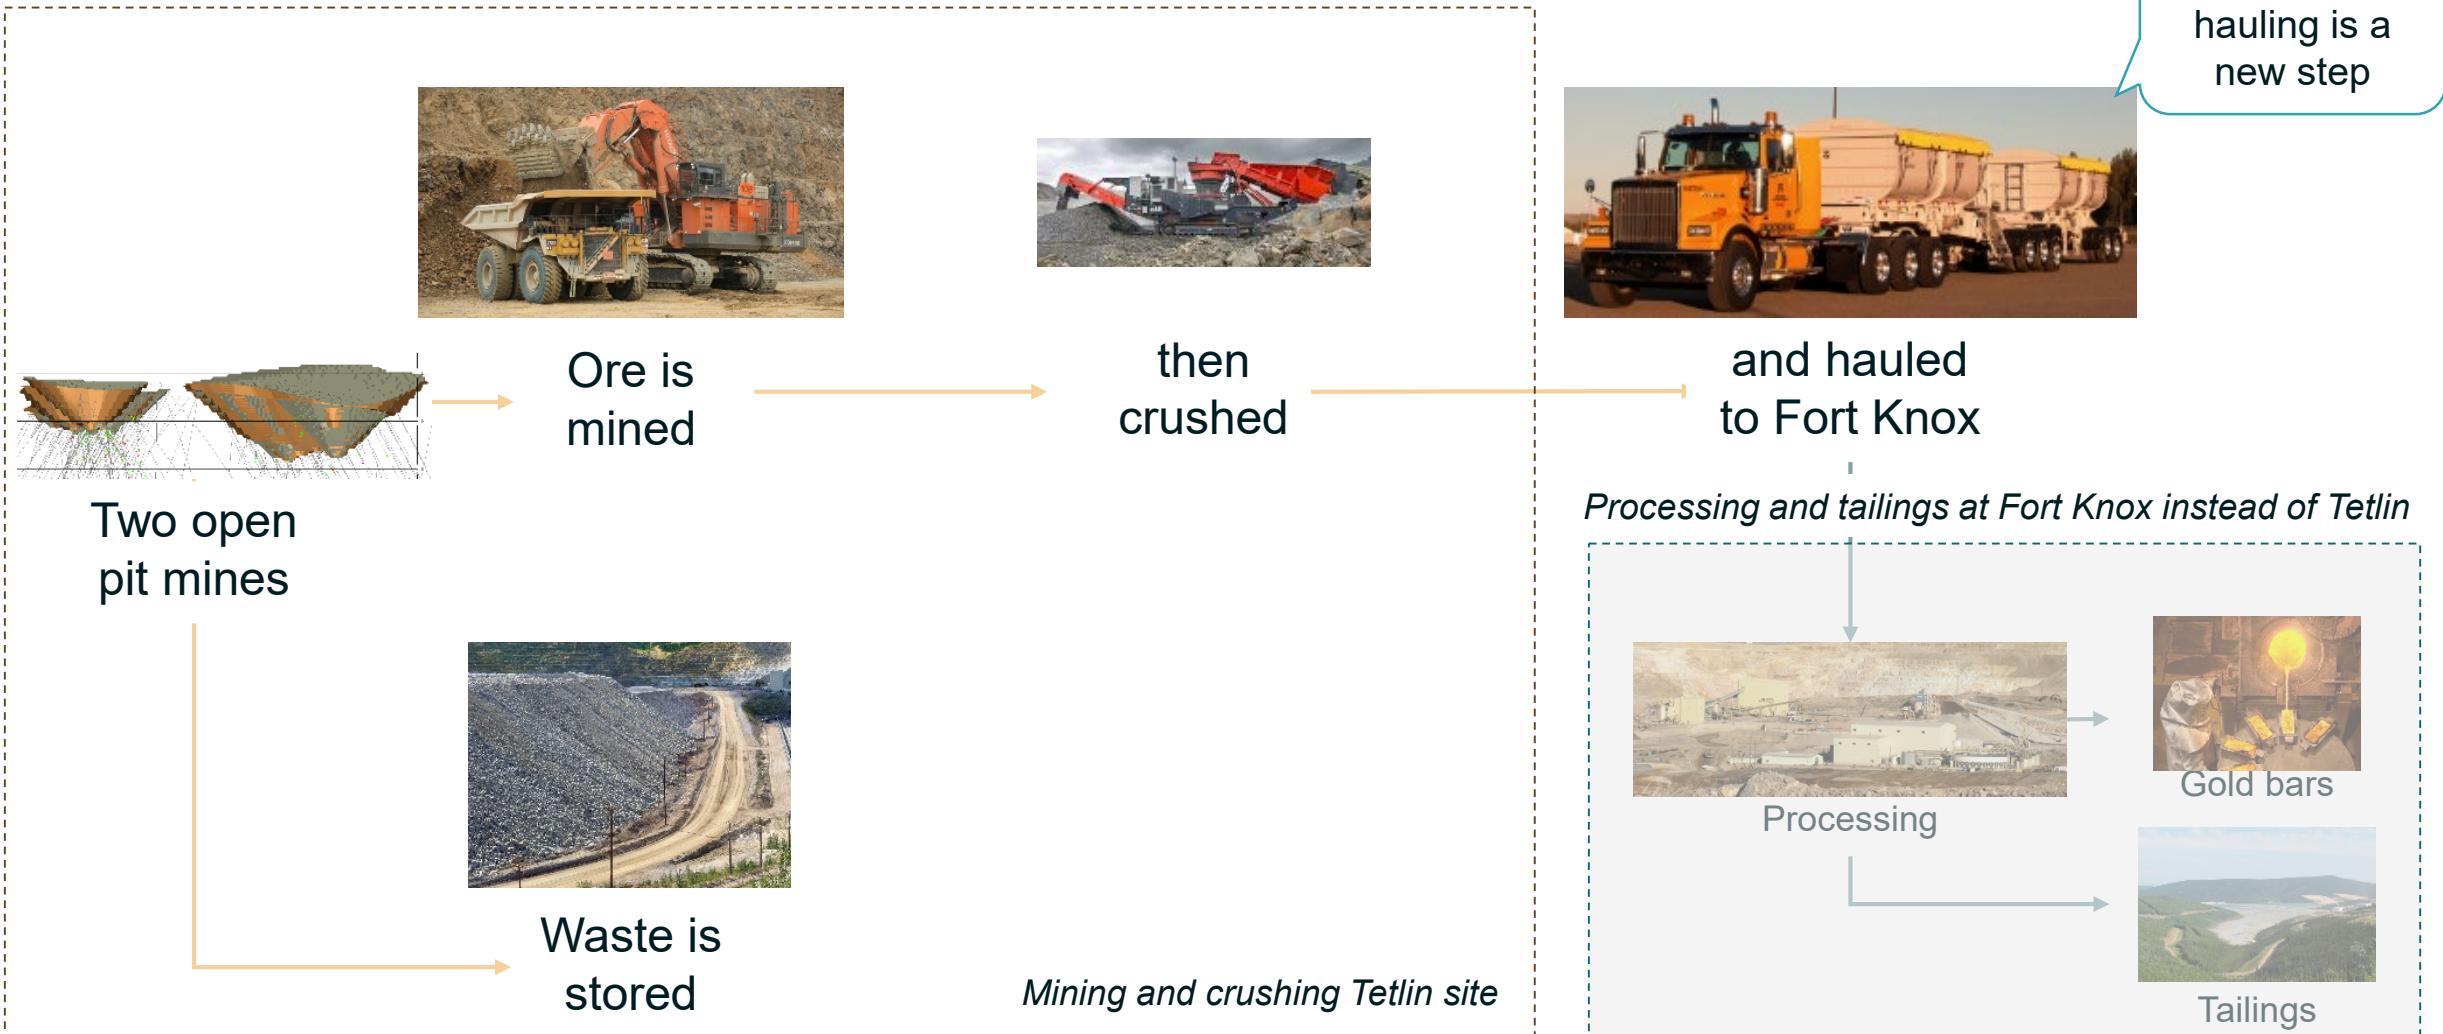 hauling is a
new step
Ore is
mined
then
crushed
and hauled
to Fort Knox
Two open
pit mines
Processing and tailings at Fort Knox instead of Tetlin
Gold bars
Processing
Waste is
stored
Mining and crushing Tetlin site
Tailings